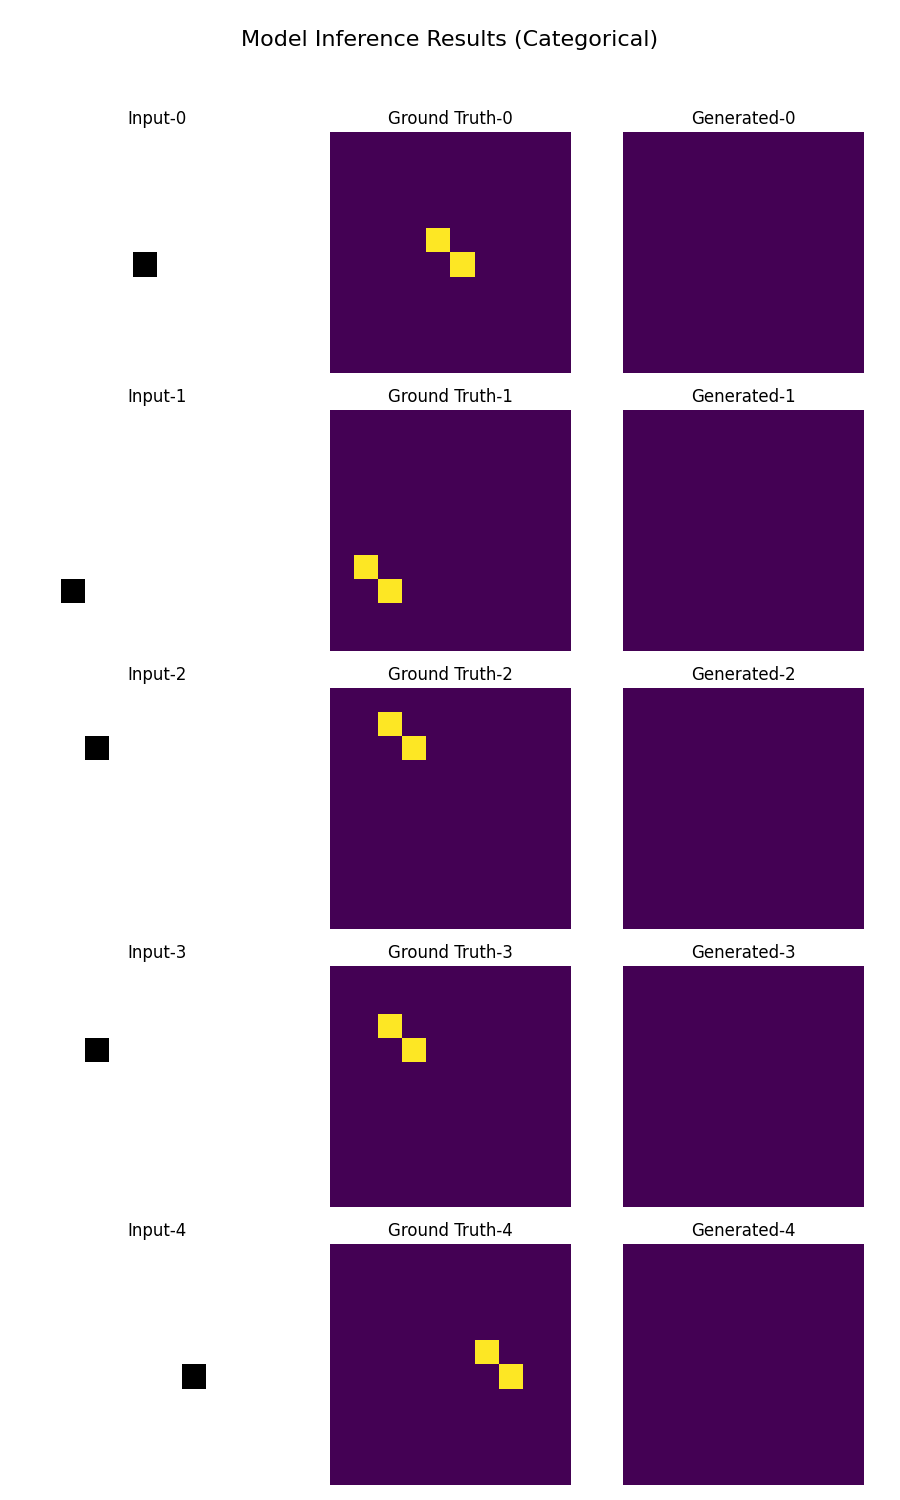 Model Inference Results (Categorical)
Input-0 Ground Truth-0 Generated-0
Input-1 Ground Truth-1 Generated-1
Input-2 Ground Truth-2 Generated-2
Input-3 Ground Truth-3 Generated-3
Input-4 Ground Truth-4 Generated-4